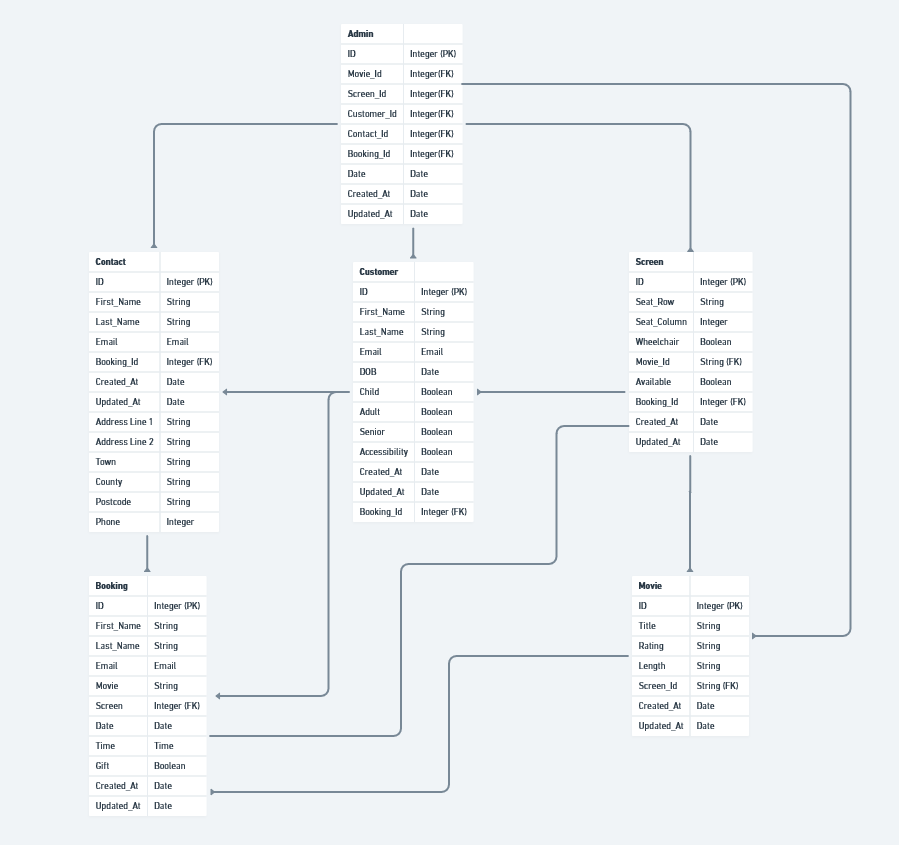 Admin
ID Integer (PK)
Movie_Id Integer(FK)
Screen_Id Integer(FK)
Customer_Id Integer(FK)
Contact_Id Integer(FK)
Booking_Id Integer(FK)
Date Date
Created_At Date
Updated_At Date
Contact
ID Integer (PK)
First_Name String
Last_Name String
Email Email
Booking_Id Integer (FK)
Created_At Date
Updated_At Date
Address Line 1 String
Address Line 2 String
Town String
County String
Postcode String
Phone Integer
Customer
ID Integer (PK)
First_Name String
Last_Name String
Email Email
DOB Date
Child Boolean
Adult Boolean
Senior Boolean
Accessibility Boolean
Created_At Date
Updated_At Date
Booking_Id Integer (FK)
Screen
ID Integer (PK)
Seat_Row String
Seat_Column Integer
Wheelchair Boolean
Movie_Id String (FK)
Available Boolean
Booking_Id Integer (FK)
Created_At Date
Updated_At Date
Booking
ID Integer (PK)
First_Name String
Last_Name String
Email Email
Movie String
Screen Integer (FK)
Date Date
Time Time
Gift Boolean
Created_At Date
Updated_At Date
Movie
ID Integer (PK)
Title String
Rating String
Length String
Screen_Id String (FK)
Created_At Date
Updated_At Date